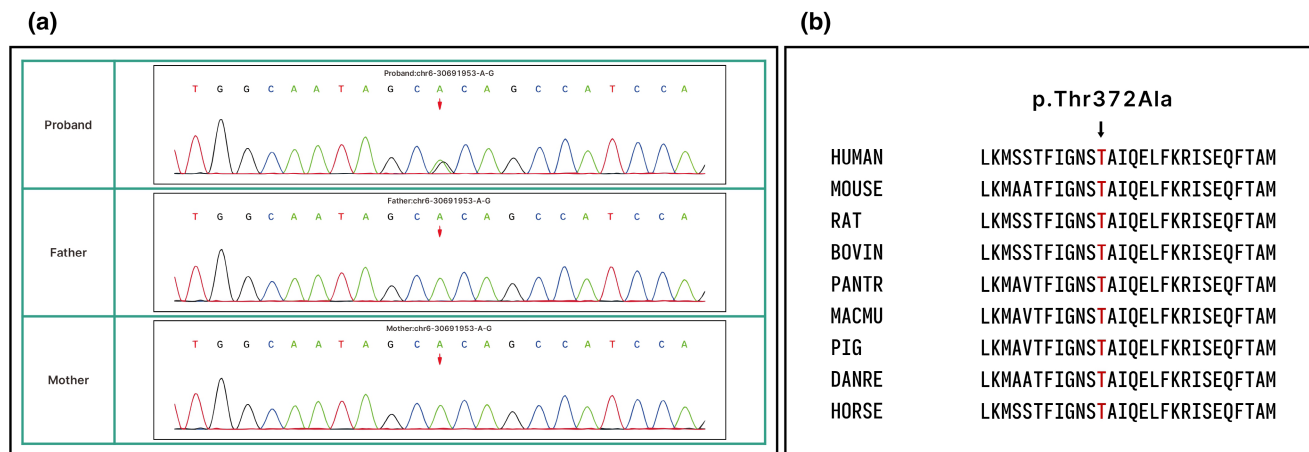 (a)
Proband
Proband:chr6-30691953-A-G
T G G C A A T A G C A C A G C C A T C C A
Father
Father:chr6-30691953-A-G
T G G C A A T A G C A C A G C C A T C C A
Mother
Mother:chr6-30691953-A-G
T G G C A A T A G C A C A G C C A T C C A
(b)
p.Thr372Ala
HUMAN LKMSSTFIGNSTAIQELFKRISEQFTAM
MOUSE LKMAATFIGNSTAIQELFKRISEQFTAM
RAT LKMSSTFIGNSTAIQELFKRISEQFTAM
BOVIN LKMSSTFIGNSTAIQELFKRISEQFTAM
PANTR LKMAVTFIGNSTAIQELFKRISEQFTAM
MACMU LKMAVTFIGNSTAIQELFKRISEQFTAM
PIG LKMAVTFIGNSTAIQELFKRISEQFTAM
DANRE LKMAATFIGNSTAIQELFKRISEQFTAM
HORSE LKMSSTFIGNSTAIQELFKRISEQFTAM